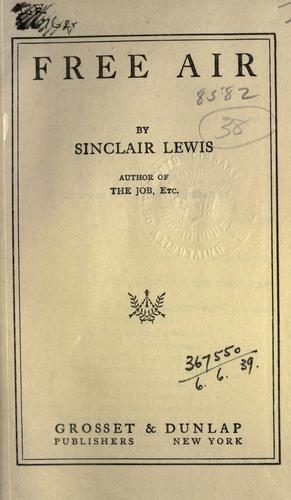 FREE AIR
8582
38
BY
SINCLAIR LEWIS
AUTHOR OF
THE JOB, ETC.
367550
6. 6. 39.
GROSSET & DUNLAP
PUBLISHERS NEW YORK